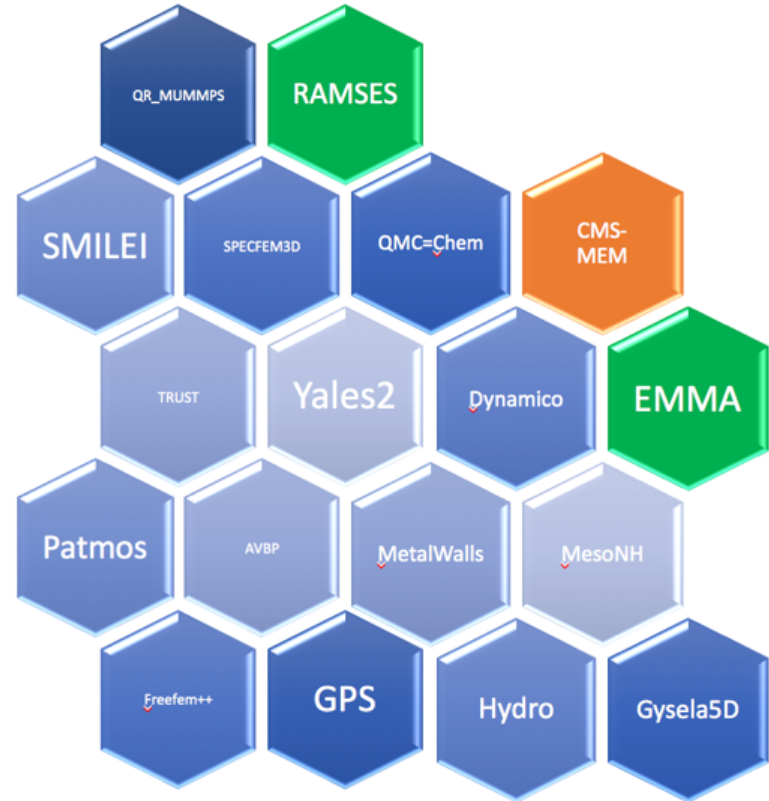 QR_MUMMPS
RAMSES
SMILEI
SPECFEM3D
QMC=Chem
CMS-
MEM
TRUST
Yales2
Dynamico
EMMA
Patmos
AVBP
MetalWalls
MesoNH
Freefem++
GPS
Hydro
Gysela5D